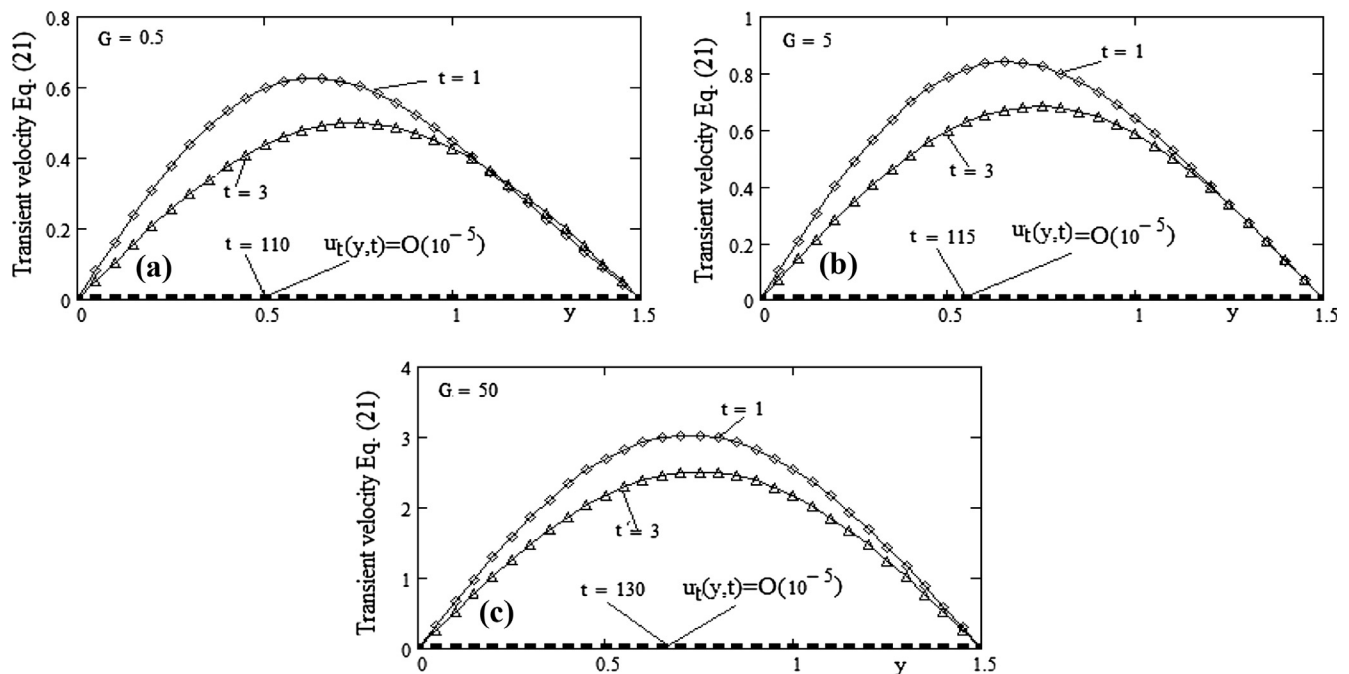 Transient velocity Eq. (21)
0.8
0.6
0.4
0.2
0
G = 0.5
t = 1
t = 3
t = 110
u_t(y,t)=O(10^−5)
(a)
0
0.5
1
y
1.5
Transient velocity Eq. (21)
1
0.8
0.6
0.4
0.2
0
G = 5
t = 1
t = 3
t = 115
u_t(y,t)=O(10^−5)
(b)
0
0.5
1
y
1.5
Transient velocity Eq. (21)
4
3
2
1
0
G = 50
t = 1
t = 3
t = 130
u_t(y,t)=O(10^−5)
(c)
0
0.5
1
y
1.5